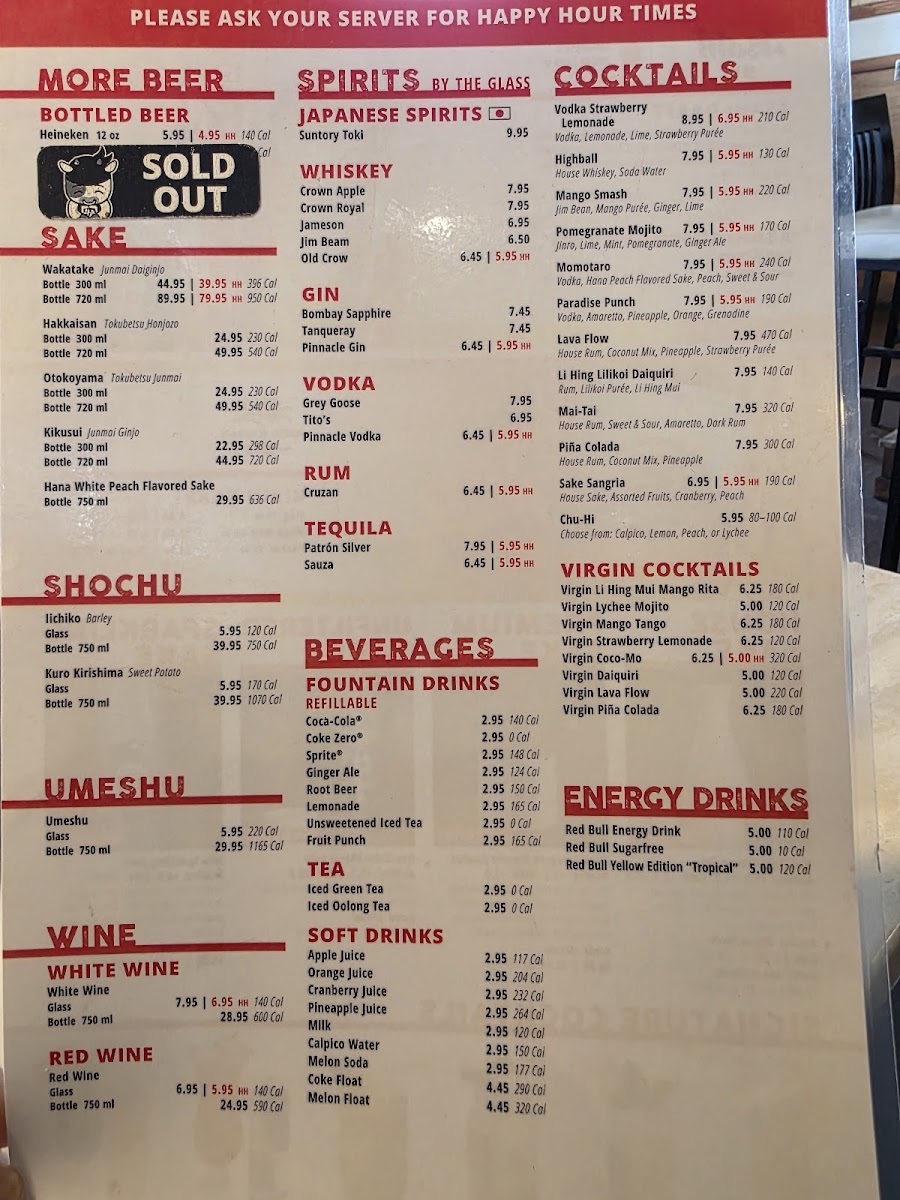 PLEASE ASK YOUR SERVER FOR HAPPY HOUR TIMES
MORE BEER
BOTTLED BEER
Heineken 12 oz 5.95 | 4.95 HH 140 Cal
Cal
SOLD
OUT
SAKE
Wakatake Junmai Daiginjo
Bottle 300 ml 44.95 | 39.95 HH 396 Cal
Bottle 720 ml 89.95 | 79.95 HH 950 Cal
Hakkaisan Tokubetsu Honjozo
Bottle 300 ml 24.95 230 Cal
Bottle 720 ml 49.95 540 Cal
Otokoyama Tokubetsu Junmai
Bottle 300 ml 24.95 230 Cal
Bottle 720 ml 49.95 540 Cal
Kikusui Junmai Ginjo
Bottle 300 ml 22.95 298 Cal
Bottle 720 ml 44.95 720 Cal
Hana White Peach Flavored Sake
Bottle 750 ml 29.95 636 Cal
SHOCHU
Iichiko Barley
Glass 5.95 120 Cal
Bottle 750 ml 39.95 750 Cal
Kuro Kirishima Sweet Potato
Glass 5.95 170 Cal
Bottle 750 ml 39.95 1070 Cal
UMESHU
Umeshu
Glass 5.95 220 Cal
Bottle 750 ml 29.95 1165 Cal
WINE
WHITE WINE
White Wine
Glass 7.95 | 6.95 HH 140 Cal
Bottle 750 ml 28.95 600 Cal
RED WINE
Red Wine
Glass 6.95 | 5.95 HH 140 Cal
Bottle 750 ml 24.95 590 Cal
SPIRITS BY THE GLASS
JAPANESE SPIRITS
Suntory Toki 9.95
WHISKEY
Crown Apple 7.95
Crown Royal 7.95
Jameson 6.95
Jim Beam 6.50
Old Crow 6.45 | 5.95 HH
GIN
Bombay Sapphire 7.45
Tanqueray 7.45
Pinnacle Gin 6.45 | 5.95 HH
VODKA
Grey Goose 7.95
Tito's 6.95
Pinnacle Vodka 6.45 | 5.95 HH
RUM
Cruzan 6.45 | 5.95 HH
TEQUILA
Patrón Silver 7.95 | 5.95 HH
Sauza 6.45 | 5.95 HH
BEVERAGES
FOUNTAIN DRINKS
REFILLABLE
Coca-Cola® 2.95 140 Cal
Coke Zero® 2.95 0 Cal
Sprite® 2.95 148 Cal
Ginger Ale 2.95 124 Cal
Root Beer 2.95 150 Cal
Lemonade 2.95 165 Cal
Unsweetened Iced Tea 2.95 0 Cal
Fruit Punch 2.95 165 Cal
TEA
Iced Green Tea 2.95 0 Cal
Iced Oolong Tea 2.95 0 Cal
SOFT DRINKS
Apple Juice 2.95 117 Cal
Orange Juice 2.95 204 Cal
Cranberry Juice 2.95 232 Cal
Pineapple Juice 2.95 264 Cal
Milk 2.95 120 Cal
Calpico Water 2.95 150 Cal
Melon Soda 2.95 177 Cal
Coke Float 4.45 290 Cal
Melon Float 4.45 320 Cal
COCKTAILS
Vodka Strawberry
Lemonade 8.95 | 6.95 HH 210 Cal
Vodka, Lemonade, Lime, Strawberry Purée
Highball 7.95 | 5.95 HH 130 Cal
House Whiskey, Soda Water
Mango Smash 7.95 | 5.95 HH 220 Cal
Jim Bean, Mango Purée, Ginger, Lime
Pomegranate Mojito 7.95 | 5.95 HH 170 Cal
Jinro, Lime, Mint, Pomegranate, Ginger Ale
Momotaro 7.95 | 5.95 HH 240 Cal
Vodka, Hana Peach Flavored Sake, Peach, Sweet & Sour
Paradise Punch 7.95 | 5.95 HH 190 Cal
Vodka, Amaretto, Pineapple, Orange, Grenadine
Lava Flow 7.95 470 Cal
House Rum, Coconut Mix, Pineapple, Strawberry Purée
Li Hing Lilikoi Daiquiri 7.95 140 Cal
Rum, Lilikoi Purée, Li Hing Mui
Mai-Tai 7.95 320 Cal
House Rum, Sweet & Sour, Amaretto, Dark Rum
Piña Colada 7.95 300 Cal
House Rum, Coconut Mix, Pineapple
Sake Sangria 6.95 | 5.95 HH 190 Cal
House Sake, Assorted Fruits, Cranberry, Peach
Chu-Hi 5.95 80–100 Cal
Choose from: Calpico, Lemon, Peach, or Lychee
VIRGIN COCKTAILS
Virgin Li Hing Mui Mango Rita 6.25 180 Cal
Virgin Lychee Mojito 5.00 120 Cal
Virgin Mango Tango 6.25 180 Cal
Virgin Strawberry Lemonade 6.25 120 Cal
Virgin Coco-Mo 6.25 | 5.00 HH 320 Cal
Virgin Daiquiri 5.00 120 Cal
Virgin Lava Flow 5.00 220 Cal
Virgin Piña Colada 6.25 180 Cal
ENERGY DRINKS
Red Bull Energy Drink 5.00 110 Cal
Red Bull Sugarfree 5.00 10 Cal
Red Bull Yellow Edition "Tropical" 5.00 120 Cal